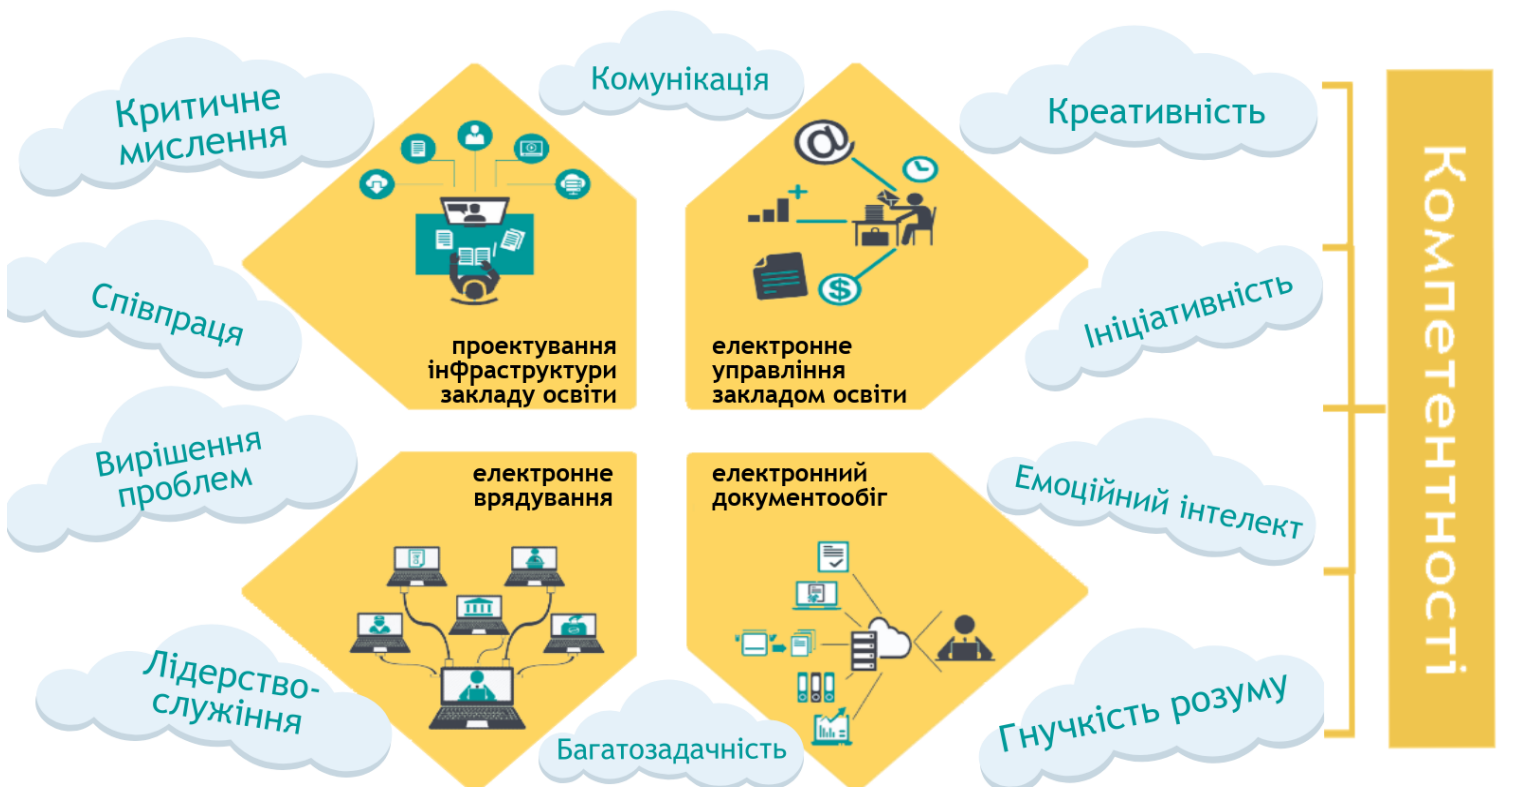 Комунікація
Критичне
мислення
Креативність
Співпраця
Ініціативність
проектування
інфраструктури
закладу освіти
електронне
управління
закладом освіти
Вирішення
проблем
електронне
врядування
електронний
документообіг
Емоційний інтелект
Лідерство-
служіння
Багатозадачність
Гнучкість розуму
Компетентності